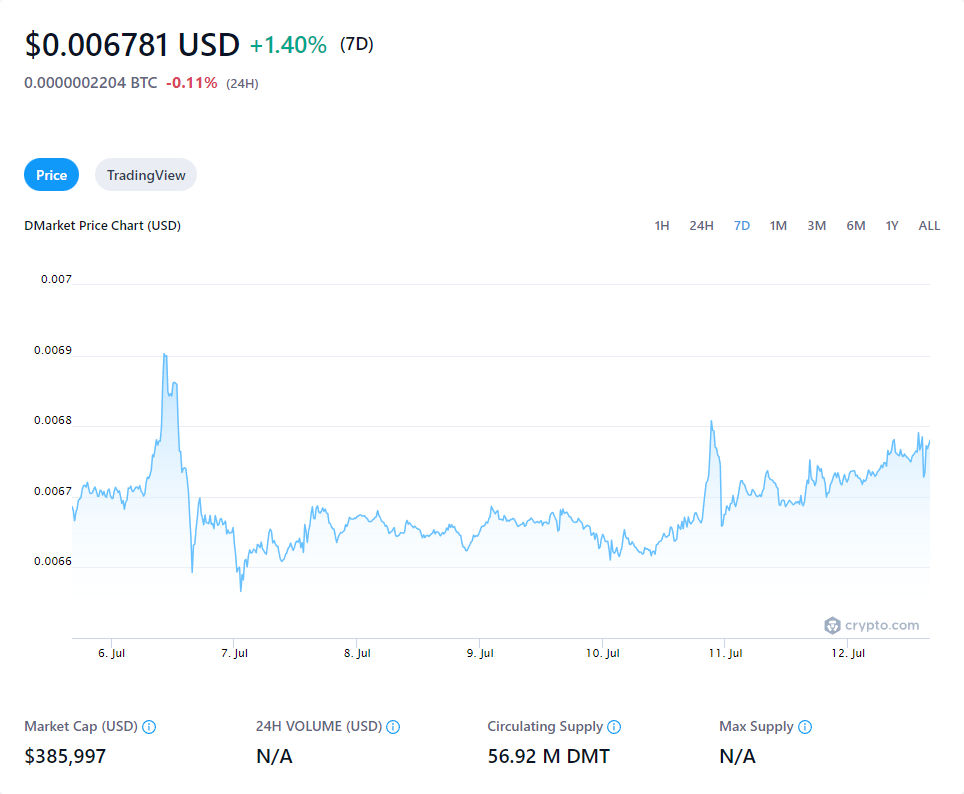 $0.006781 USD +1.40% (7D)
0.0000002204 BTC -0.11% (24H)
Price TradingView
DMarket Price Chart (USD) 1H 24H 7D 1M 3M 6M 1Y ALL
0.007
0.0069
0.0068
0.0067
0.0066
crypto.com
6. Jul 7. Jul 8. Jul 9. Jul 10. Jul 11. Jul 12. Jul
Market Cap (USD) 24H VOLUME (USD) Circulating Supply Max Supply
$385,997 N/A 56.92 M DMT N/A